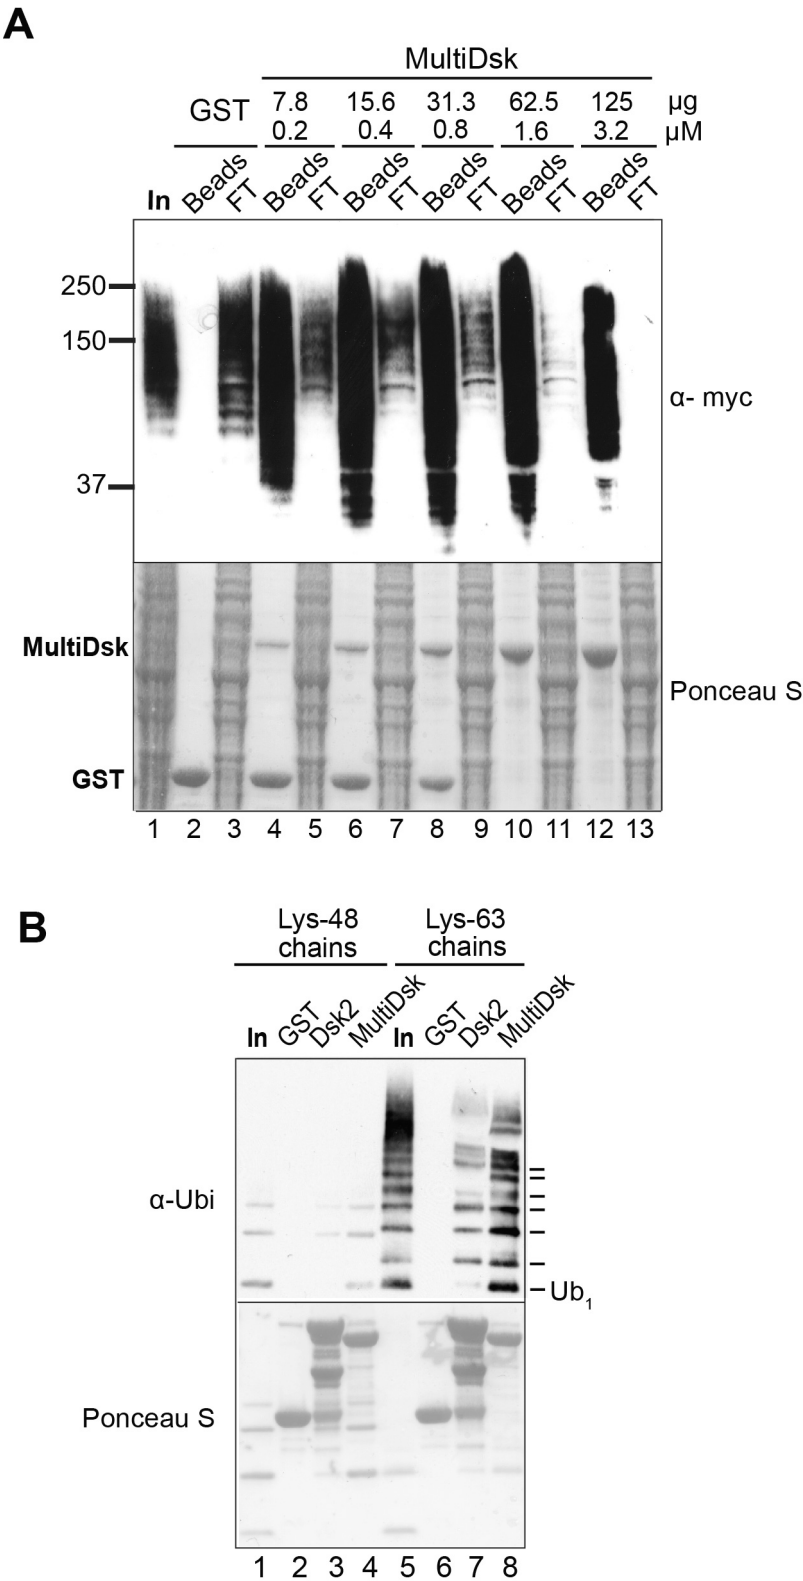 A
MultiDsk
GST 7.8 15.6 31.3 62.5 125 µg
0.2 0.4 0.8 1.6 3.2 µM
In Beads FT Beads FT Beads FT Beads FT Beads FT Beads FT
250
150
37
α- myc
MultiDsk
GST
Ponceau S
1 2 3 4 5 6 7 8 9 10 11 12 13
B
Lys-48 chains Lys-63 chains
In GST Dsk2 MultiDsk In GST Dsk2 MultiDsk
α-Ubi
Ub1
Ponceau S
1 2 3 4 5 6 7 8